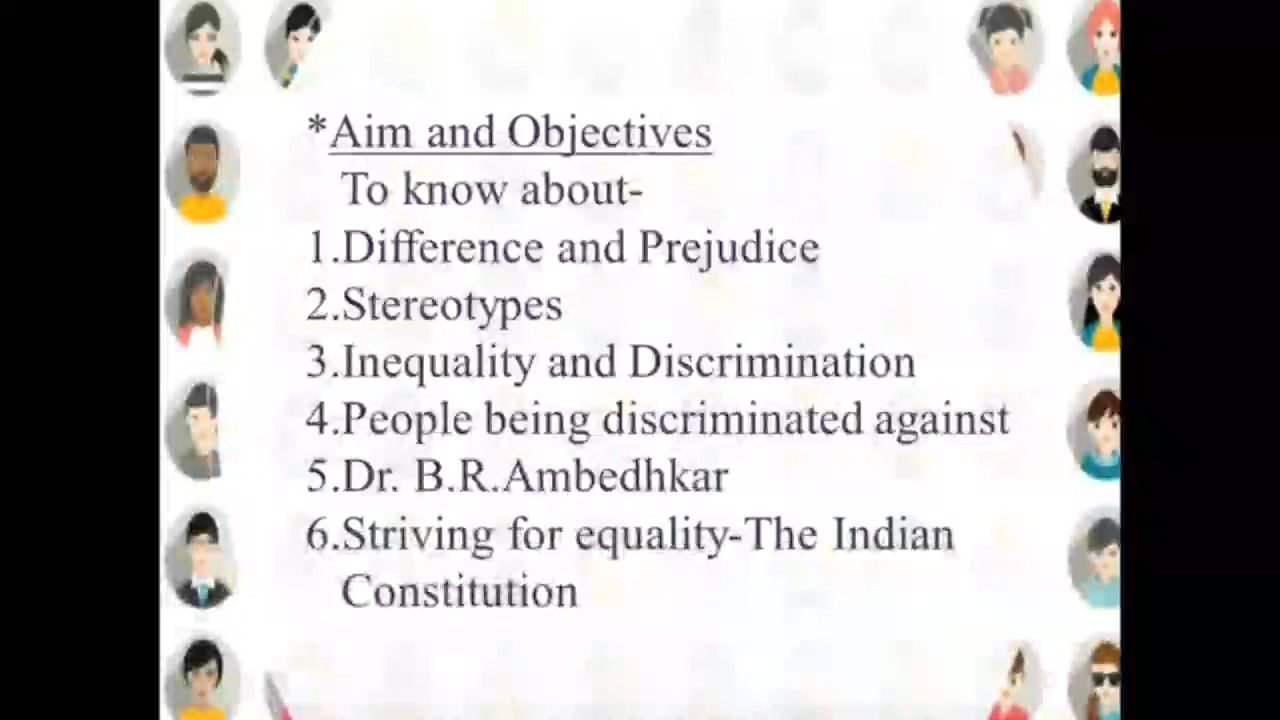 *Aim and Objectives
To know about-
1.Difference and Prejudice
2.Stereotypes
3.Inequality and Discrimination
4.People being discriminated against
5.Dr. B.R.Ambedhkar
6.Striving for equality-The Indian
Constitution